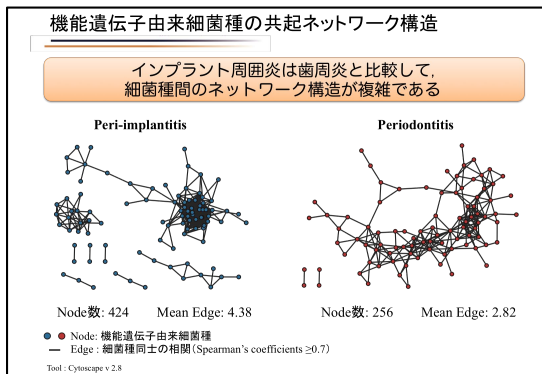 機能遺伝子由来細菌種の共起ネットワーク構造
インプラント周囲炎は歯周炎と比較して,
細菌種間のネットワーク構造が複雑である
Peri-implantitis
Periodontitis
Node数: 424 Mean Edge: 4.38
Node数: 256 Mean Edge: 2.82
Node: 機能遺伝子由来細菌種
Edge : 細菌種同士の相関(Spearman's coefficients ≥0.7)
Tool : Cytoscape v 2.8